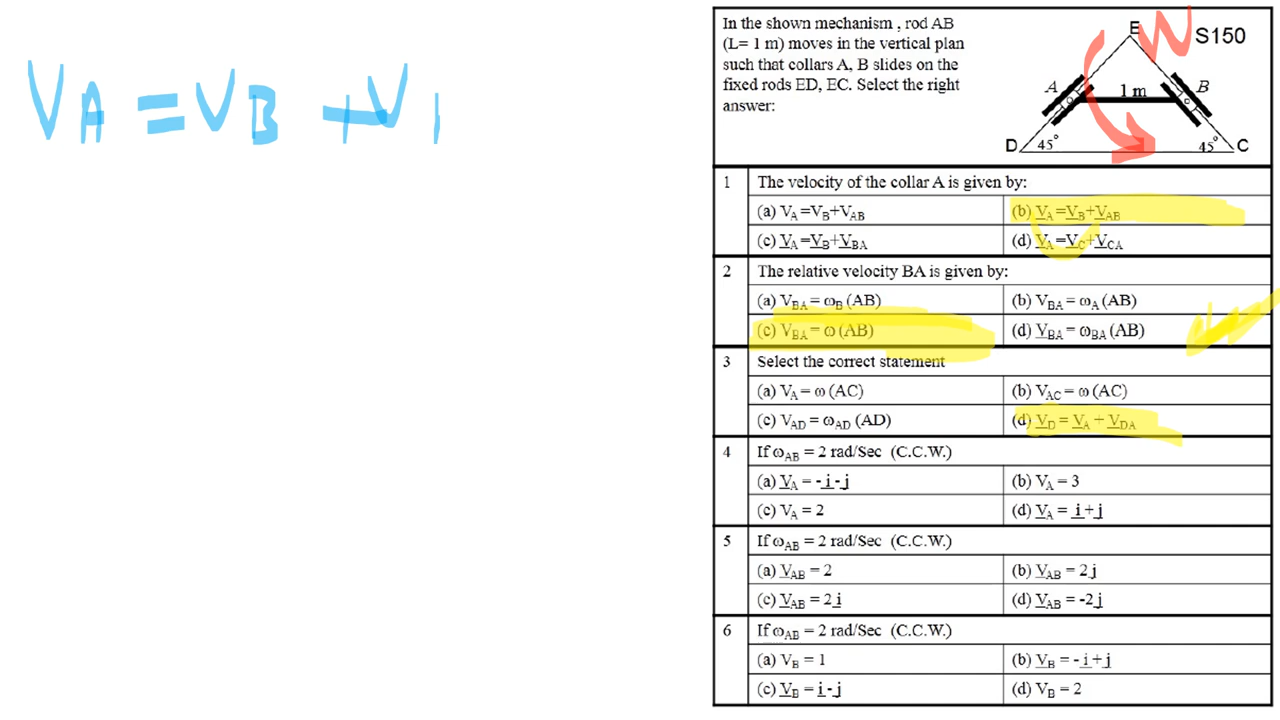 VA = VB + V
In the shown mechanism , rod AB
(L= 1 m) moves in the vertical plan
such that collars A, B slides on the
fixed rods ED, EC. Select the right
answer:
E
W
S150
A
1 m
B
D
45°
45°
C
1 The velocity of the collar A is given by:
(a) VA =VB+VAB
(b) VA =VB+VAB
(c) VA =VB+VBA
(d) VA =VC+VCA
2 The relative velocity BA is given by:
(a) VBA = ωB (AB)
(b) VBA = ωA (AB)
(c) VBA = ω (AB)
(d) VBA = ωBA (AB)
3 Select the correct statement
(a) VA = ω (AC)
(b) VAC = ω (AC)
(c) VAD = ωAD (AD)
(d) VD = VA + VDA
4 If ωAB = 2 rad/Sec (C.C.W.)
(a) VA = -i - j
(b) VA = 3
(c) VA = 2
(d) VA = i + j
5 If ωAB = 2 rad/Sec (C.C.W.)
(a) VAB = 2
(b) VAB = 2 j
(c) VAB = 2 i
(d) VAB = -2 j
6 If ωAB = 2 rad/Sec (C.C.W.)
(a) VB = 1
(b) VB = - i + j
(c) VB = i - j
(d) VB = 2